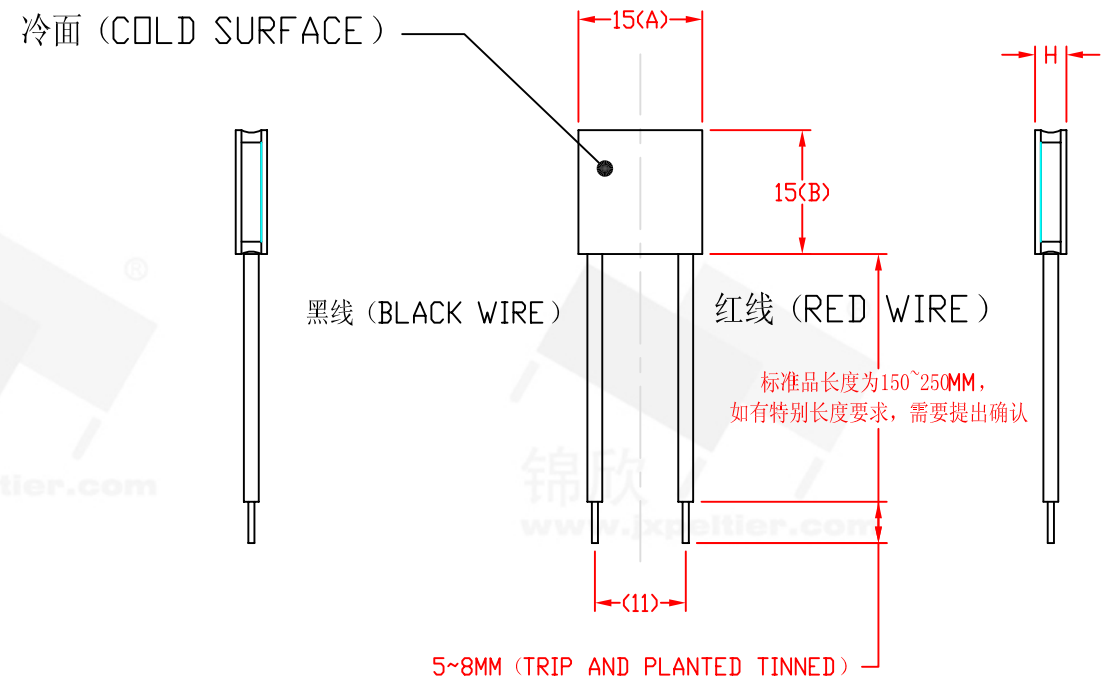 冷面（COLD SURFACE）
15(A)
H
15(B)
®
黑线（BLACK WIRE）
红线（RED WIRE）
标准品长度为150~250MM，
如有特别长度要求，需要提出确认
锦欣
tier.com
www.jxpeltier.com
(11)
5~8MM（TRIP AND PLANTED TINNED）